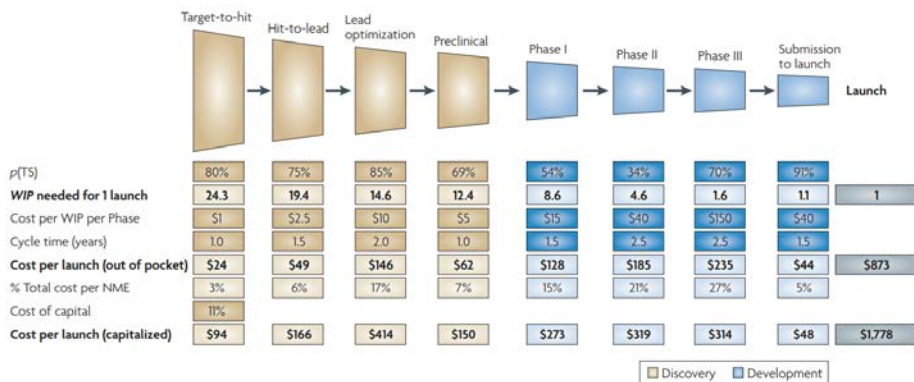 Target-to-hit
Hit-to-lead
Lead optimization
Preclinical
Phase I
Phase II
Phase III
Submission to launch
Launch
p(TS) 80% 75% 85% 69% 54% 34% 70% 91%
WIP needed for 1 launch 24.3 19.4 14.6 12.4 8.6 4.6 1.6 1.1 1
Cost per WIP per Phase $1 $2.5 $10 $5 $15 $40 $150 $40
Cycle time (years) 1.0 1.5 2.0 1.0 1.5 2.5 2.5 1.5
Cost per launch (out of pocket) $24 $49 $146 $62 $128 $185 $235 $44 $873
% Total cost per NME 3% 6% 17% 7% 15% 21% 27% 5%
Cost of capital 11%
Cost per launch (capitalized) $94 $166 $414 $150 $273 $319 $314 $48 $1,778
Discovery Development